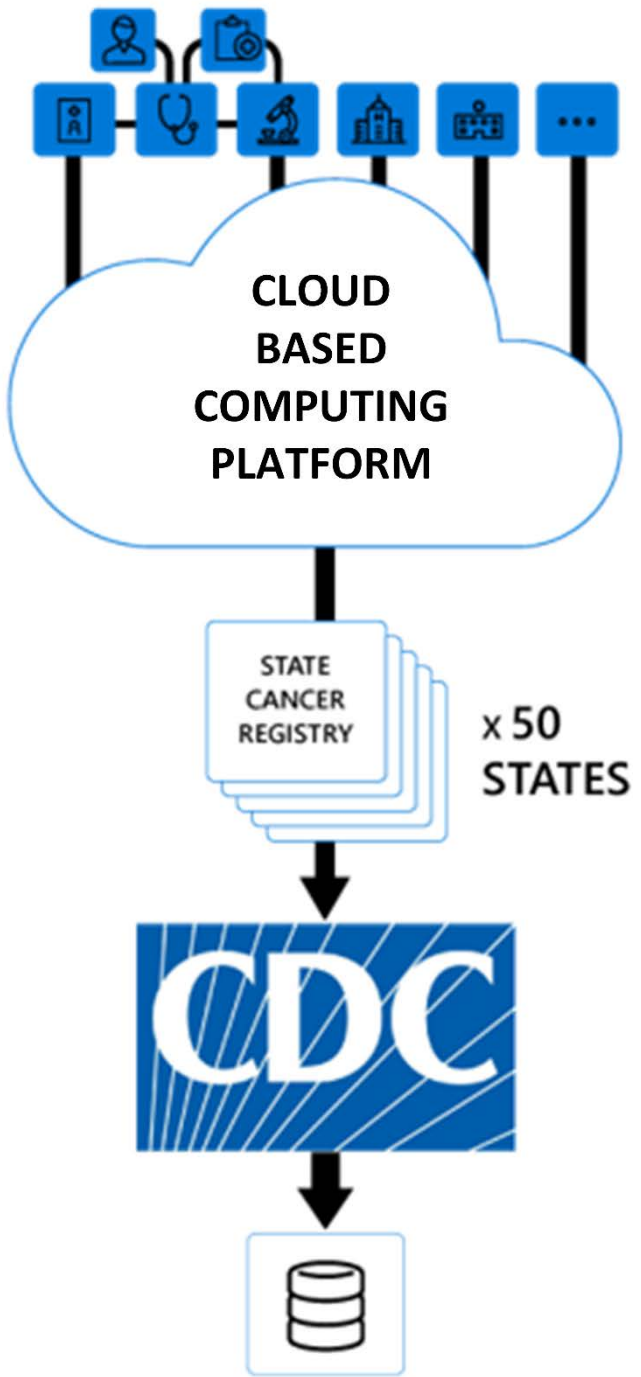 CLOUD
BASED
COMPUTING
PLATFORM
STATE
CANCER
REGISTRY
x 50
STATES
CDC